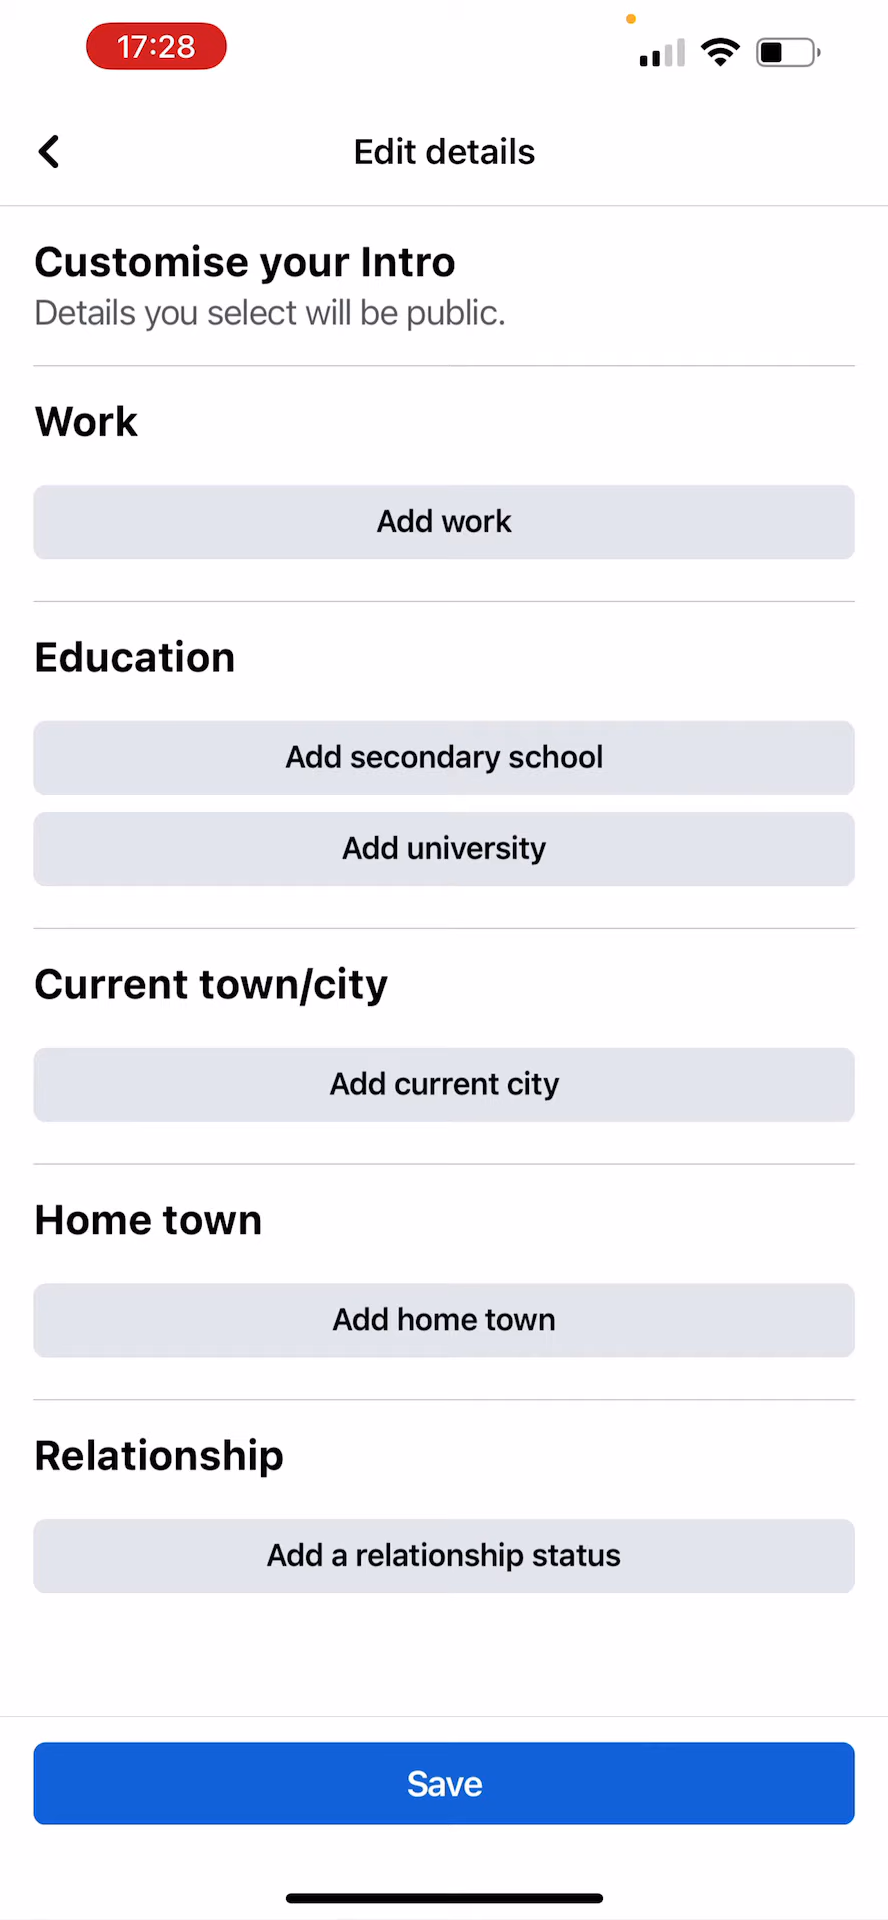 17:28
Edit details
Customise your Intro
Details you select will be public.
Work
Add work
Education
Add secondary school
Add university
Current town/city
Add current city
Home town
Add home town
Relationship
Add a relationship status
Save